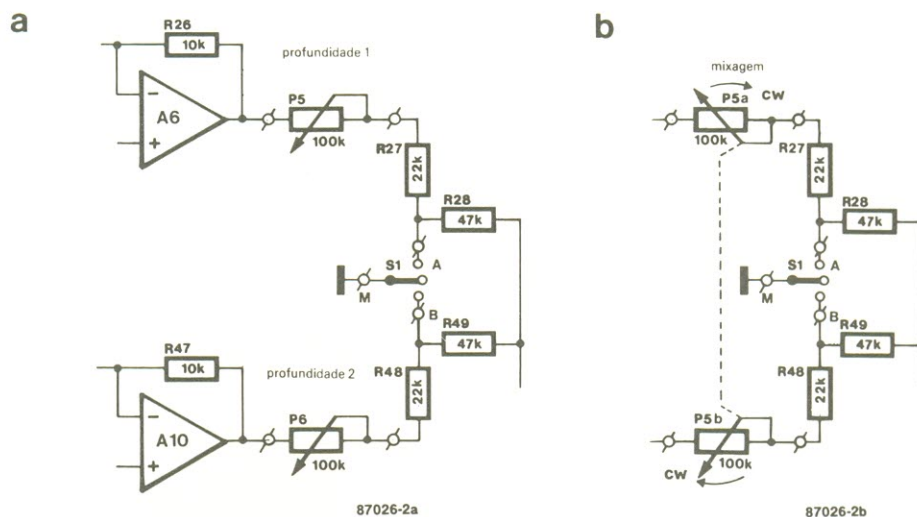 a
R26
10k
profundidade 1
A6
P5
100k
R27
22k
R28
47k
S1
A
M
B
R49
47k
R47
10k
profundidade 2
R48
22k
A10
P6
100k
87026-2a
b
mixagem
CW
P5a
100k
R27
22k
R28
47k
S1
A
M
B
R49
47k
R48
22k
P5b
100k
CW
87026-2b